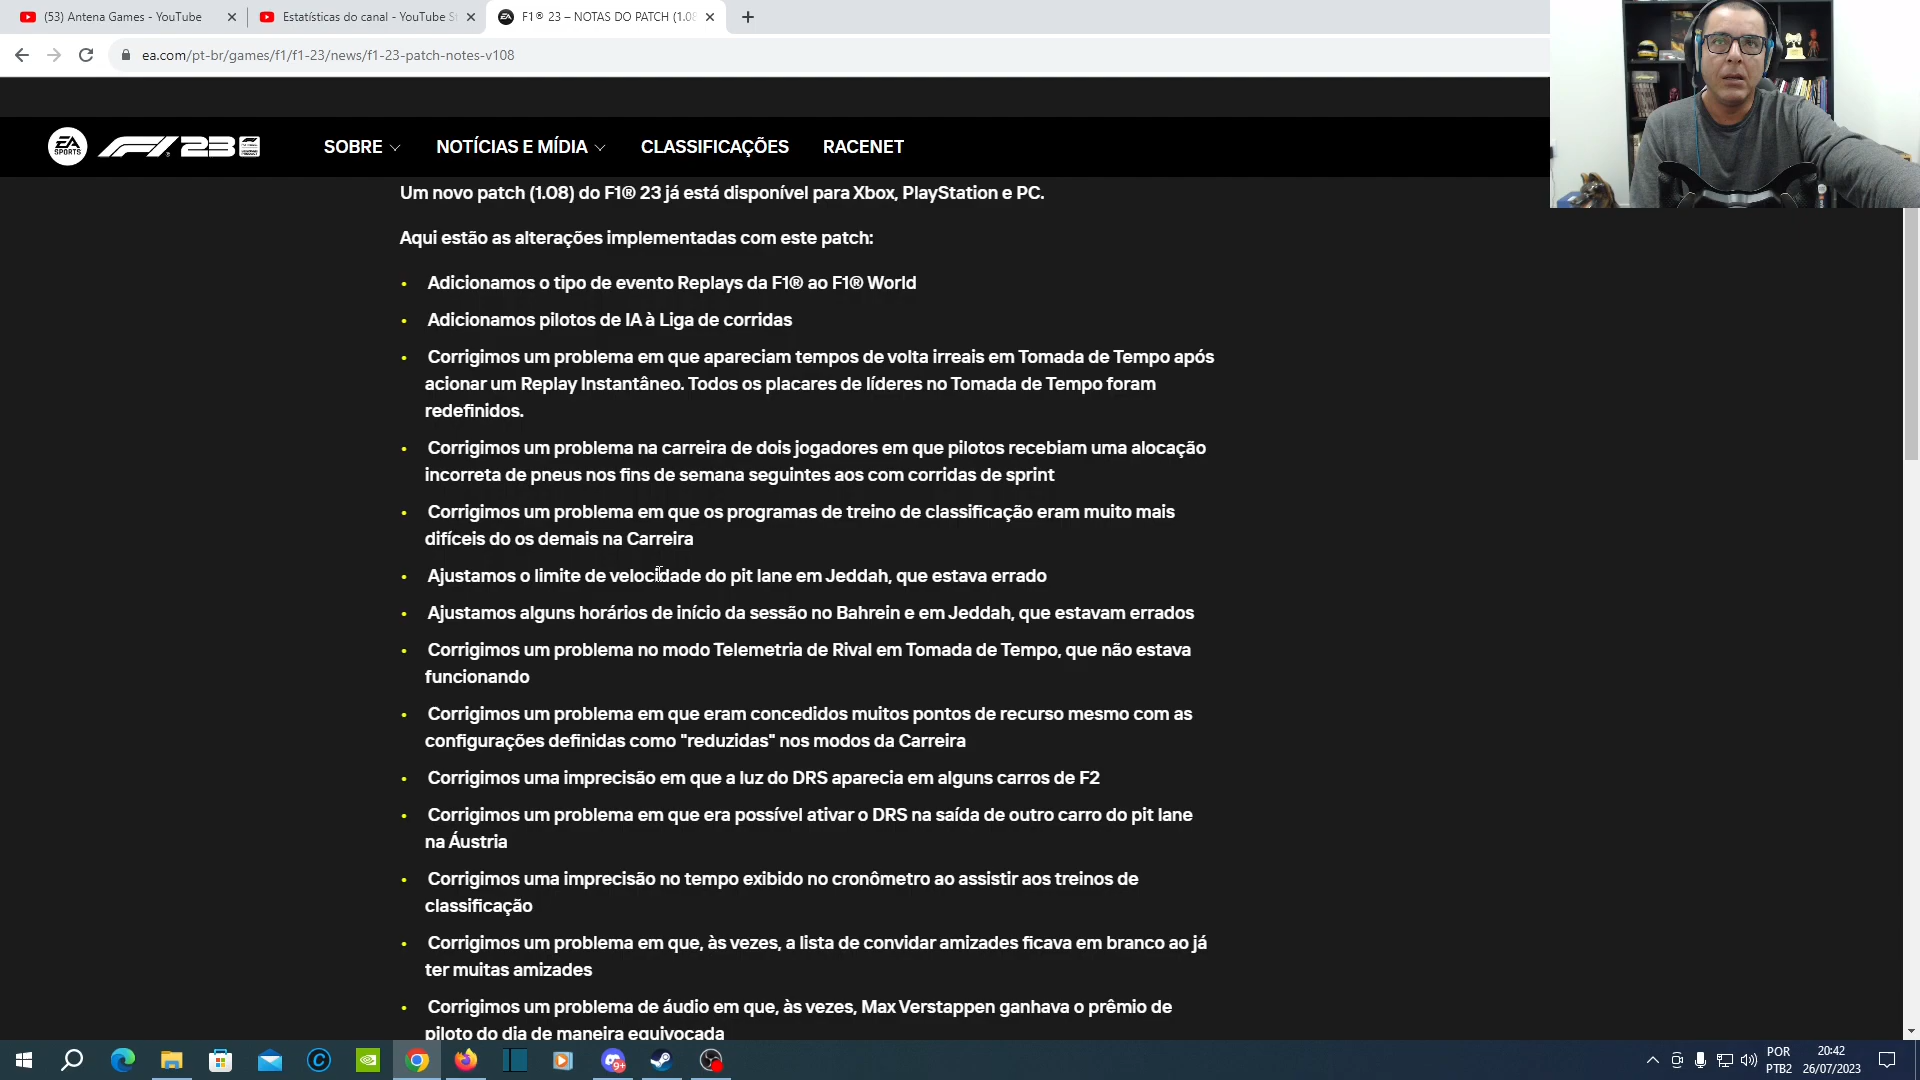 (53) Antena Games - YouTube
Estatísticas do canal - YouTube S
F1® 23 – NOTAS DO PATCH (1.08
ea.com/pt-br/games/f1/f1-23/news/f1-23-patch-notes-v108
EA SPORTS F1 23 SOBRE NOTÍCIAS E MÍDIA CLASSIFICAÇÕES RACENET
Um novo patch (1.08) do F1® 23 já está disponível para Xbox, PlayStation e PC.
Aqui estão as alterações implementadas com este patch:
• Adicionamos o tipo de evento Replays da F1® ao F1® World
• Adicionamos pilotos de IA à Liga de corridas
• Corrigimos um problema em que apareciam tempos de volta irreais em Tomada de Tempo após
acionar um Replay Instantâneo. Todos os placares de líderes no Tomada de Tempo foram
redefinidos.
• Corrigimos um problema na carreira de dois jogadores em que pilotos recebiam uma alocação
incorreta de pneus nos fins de semana seguintes aos com corridas de sprint
• Corrigimos um problema em que os programas de treino de classificação eram muito mais
difíceis do os demais na Carreira
• Ajustamos o limite de velocidade do pit lane em Jeddah, que estava errado
• Ajustamos alguns horários de início da sessão no Bahrein e em Jeddah, que estavam errados
• Corrigimos um problema no modo Telemetria de Rival em Tomada de Tempo, que não estava
funcionando
• Corrigimos um problema em que eram concedidos muitos pontos de recurso mesmo com as
configurações definidas como "reduzidas" nos modos da Carreira
• Corrigimos uma imprecisão em que a luz do DRS aparecia em alguns carros de F2
• Corrigimos um problema em que era possível ativar o DRS na saída de outro carro do pit lane
na Áustria
• Corrigimos uma imprecisão no tempo exibido no cronômetro ao assistir aos treinos de
classificação
• Corrigimos um problema em que, às vezes, a lista de convidar amizades ficava em branco ao já
ter muitas amizades
• Corrigimos um problema de áudio em que, às vezes, Max Verstappen ganhava o prêmio de
piloto do dia de maneira equivocada
9+
POR
PTB2
20:42
26/07/2023